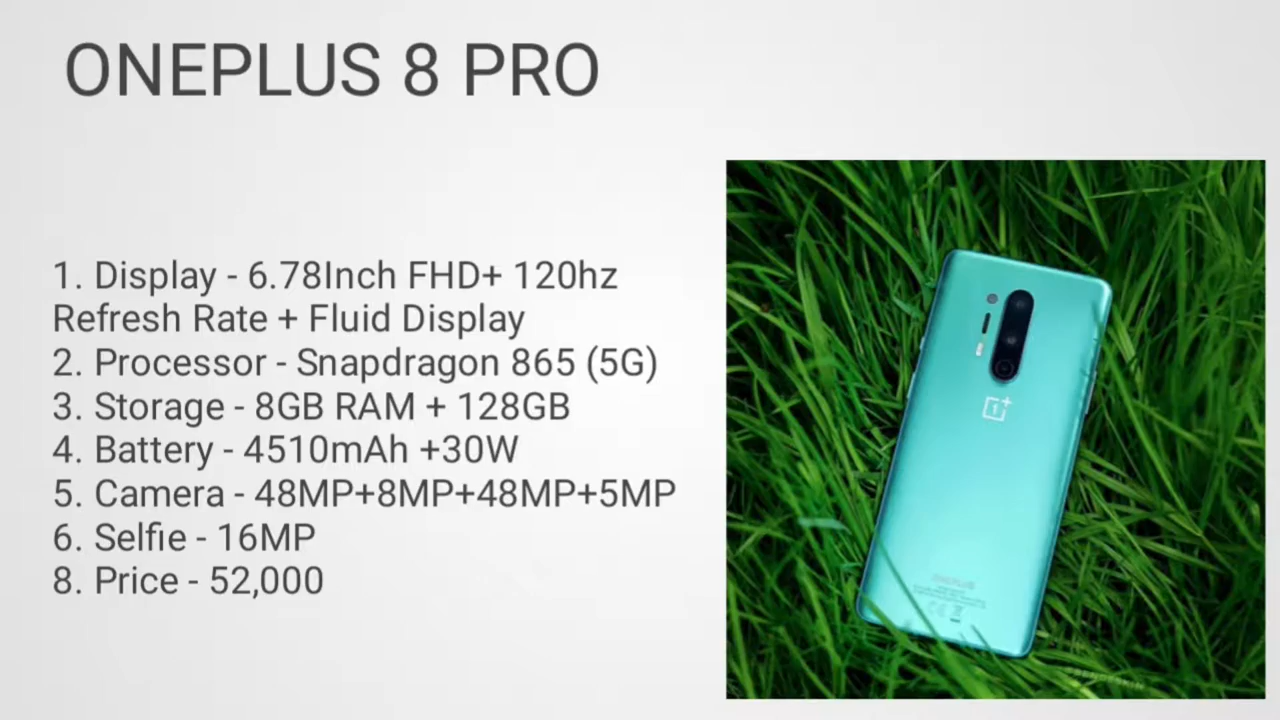 ONEPLUS 8 PRO
1. Display - 6.78Inch FHD+ 120hz
Refresh Rate + Fluid Display
2. Processor - Snapdragon 865 (5G)
3. Storage - 8GB RAM + 128GB
4. Battery - 4510mAh +30W
5. Camera - 48MP+8MP+48MP+5MP
6. Selfie - 16MP
8. Price - 52,000